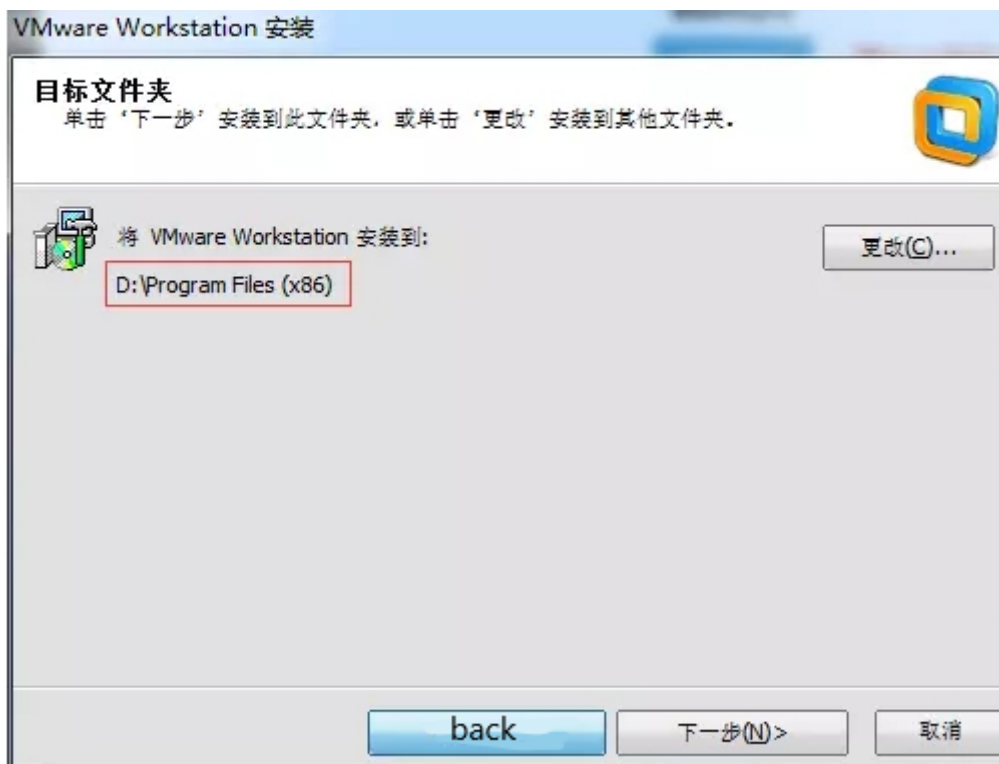 VMware Workstation 安装
目标文件夹
单击‘下一步’安装到此文件夹，或单击‘更改’安装到其他文件夹。
将 VMware Workstation 安装到:
更改(C)...
D:\Program Files (x86)
back
下一步(N)>
取消